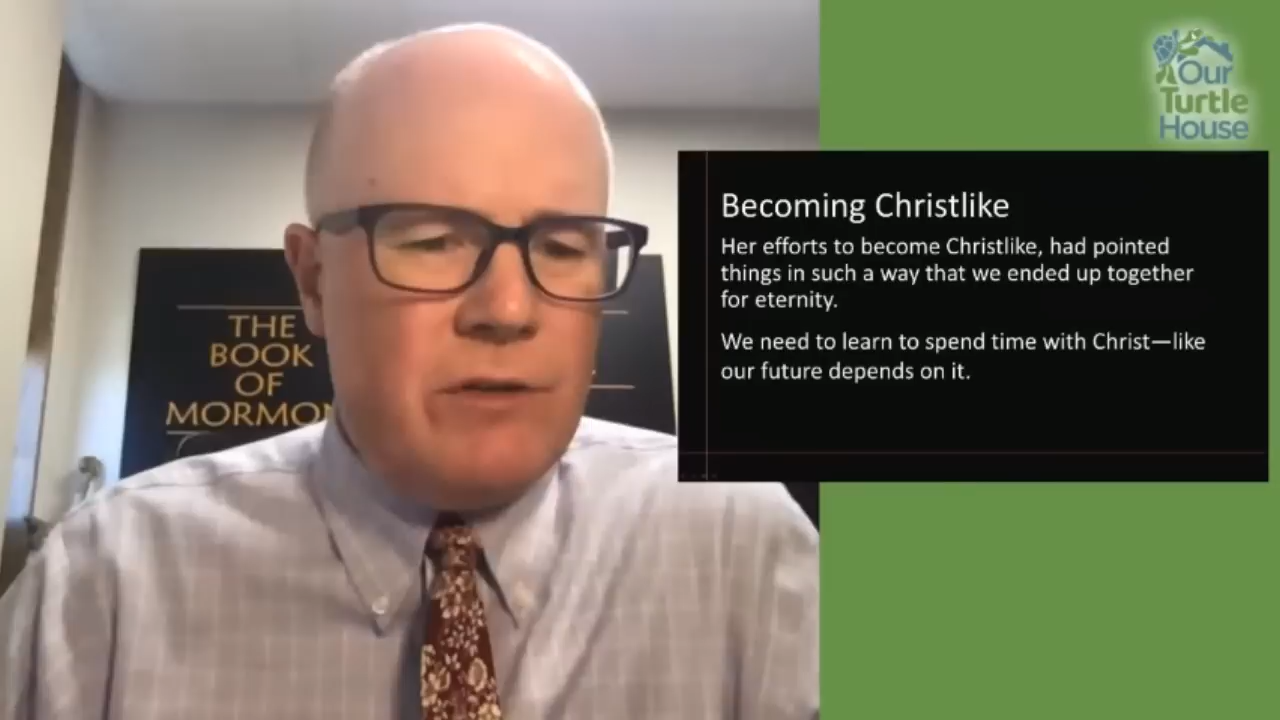 Our
Turtle
House
Becoming Christlike
Her efforts to become Christlike, had pointed
things in such a way that we ended up together
for eternity.
We need to learn to spend time with Christ—like
our future depends on it.
THE
BOOK
OF
MORMON